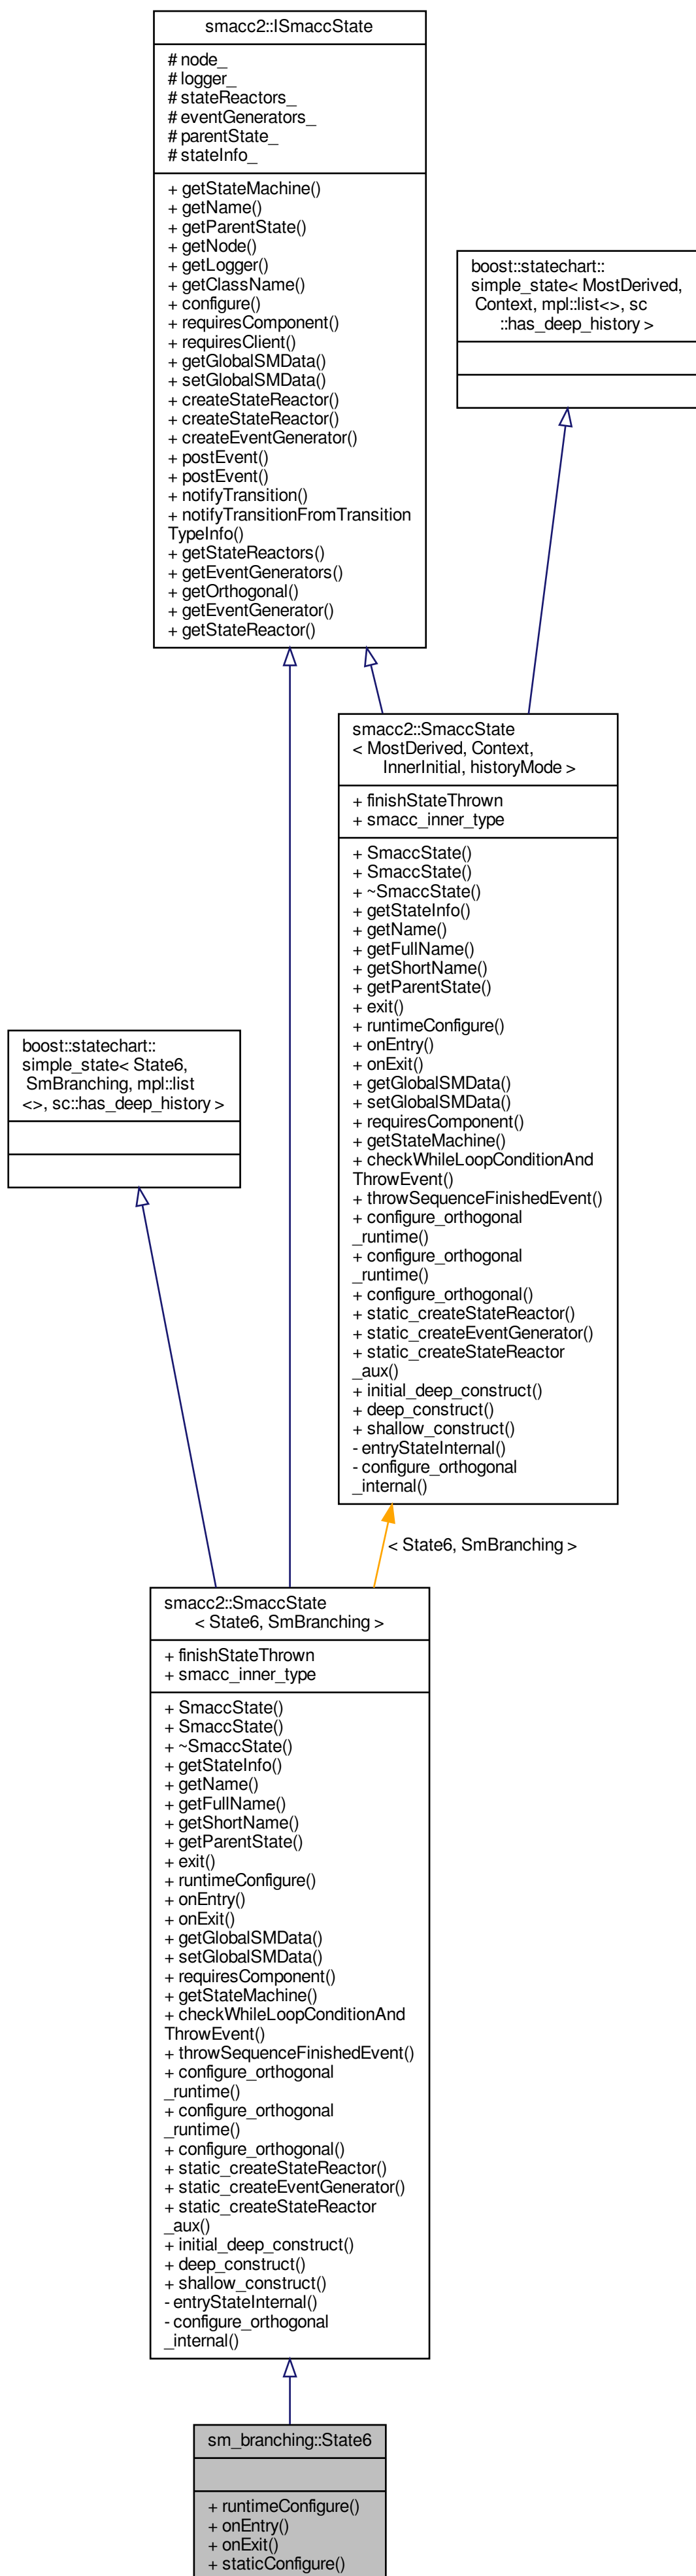 smacc2::ISmaccState
# node_
# logger_
# stateReactors_
# eventGenerators_
# parentState_
# stateInfo_
+ getStateMachine()
+ getName()
+ getParentState()
+ getNode()
+ getLogger()
+ getClassName()
+ configure()
+ requiresComponent()
+ requiresClient()
+ getGlobalSMData()
+ setGlobalSMData()
+ createStateReactor()
+ createStateReactor()
+ createEventGenerator()
+ postEvent()
+ postEvent()
+ notifyTransition()
+ notifyTransitionFromTransition
TypeInfo()
+ getStateReactors()
+ getEventGenerators()
+ getOrthogonal()
+ getEventGenerator()
+ getStateReactor()
boost::statechart::
simple_state< MostDerived,
Context, mpl::list<>, sc
::has_deep_history >
smacc2::SmaccState
< MostDerived, Context,
InnerInitial, historyMode >
+ finishStateThrown
+ smacc_inner_type
+ SmaccState()
+ SmaccState()
+ ~SmaccState()
+ getStateInfo()
+ getName()
+ getFullName()
+ getShortName()
+ getParentState()
+ exit()
+ runtimeConfigure()
+ onEntry()
+ onExit()
+ getGlobalSMData()
+ setGlobalSMData()
+ requiresComponent()
+ getStateMachine()
+ checkWhileLoopConditionAnd
ThrowEvent()
+ throwSequenceFinishedEvent()
+ configure_orthogonal
_runtime()
+ configure_orthogonal
_runtime()
+ configure_orthogonal()
+ static_createStateReactor()
+ static_createEventGenerator()
+ static_createStateReactor
_aux()
+ initial_deep_construct()
+ deep_construct()
+ shallow_construct()
- entryStateInternal()
- configure_orthogonal
_internal()
boost::statechart::
simple_state< State6,
SmBranching, mpl::list
<>, sc::has_deep_history >
< State6, SmBranching >
smacc2::SmaccState
< State6, SmBranching >
+ finishStateThrown
+ smacc_inner_type
+ SmaccState()
+ SmaccState()
+ ~SmaccState()
+ getStateInfo()
+ getName()
+ getFullName()
+ getShortName()
+ getParentState()
+ exit()
+ runtimeConfigure()
+ onEntry()
+ onExit()
+ getGlobalSMData()
+ setGlobalSMData()
+ requiresComponent()
+ getStateMachine()
+ checkWhileLoopConditionAnd
ThrowEvent()
+ throwSequenceFinishedEvent()
+ configure_orthogonal
_runtime()
+ configure_orthogonal
_runtime()
+ configure_orthogonal()
+ static_createStateReactor()
+ static_createEventGenerator()
+ static_createStateReactor
_aux()
+ initial_deep_construct()
+ deep_construct()
+ shallow_construct()
- entryStateInternal()
- configure_orthogonal
_internal()
sm_branching::State6
+ runtimeConfigure()
+ onEntry()
+ onExit()
+ staticConfigure()